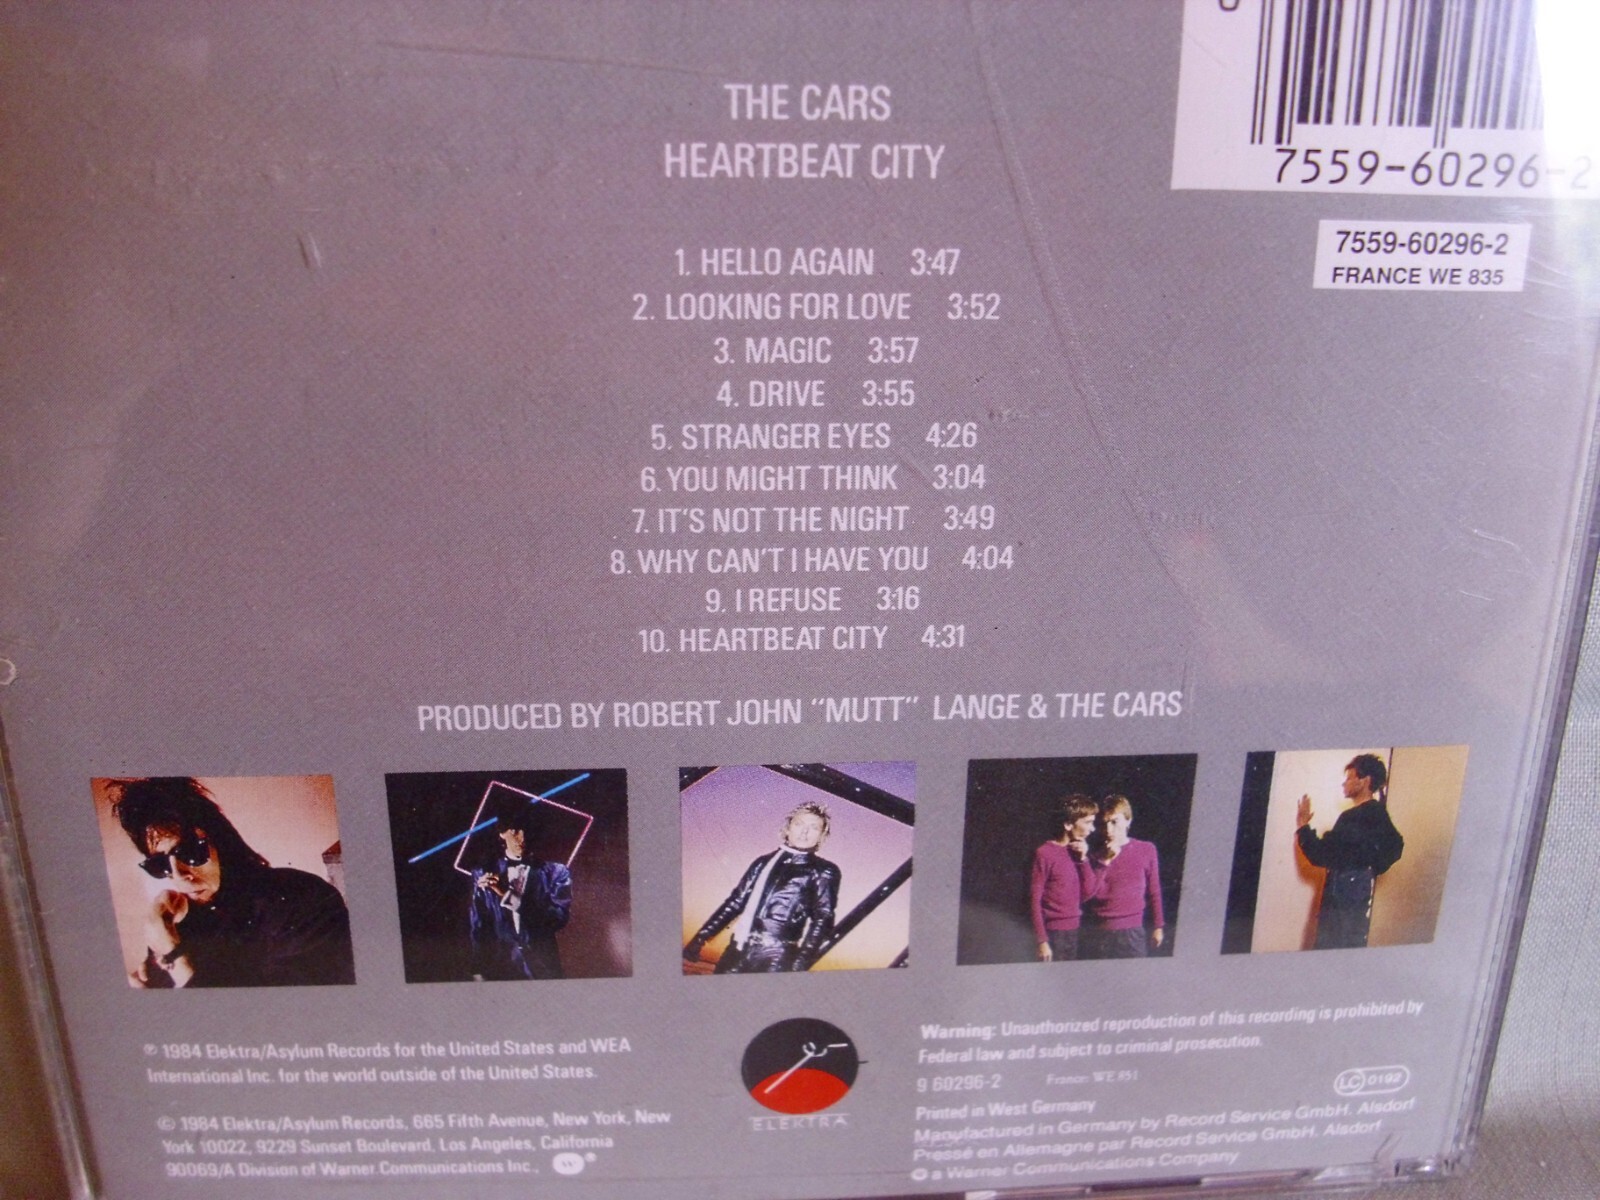 THE CARS
HEARTBEAT CITY
7559-60296-2
7559-60296-2
FRANCE WE 835
1. HELLO AGAIN 3:47
2. LOOKING FOR LOVE 3:52
3. MAGIC 3:57
4. DRIVE 3:55
5. STRANGER EYES 4:26
6. YOU MIGHT THINK 3:04
7. IT'S NOT THE NIGHT 3:49
8. WHY CAN'T I HAVE YOU 4:04
9. I REFUSE 3:16
10. HEARTBEAT CITY 4:31
PRODUCED BY ROBERT JOHN "MUTT" LANGE & THE CARS
℗ 1984 Elektra/Asylum Records for the United States and WEA
International Inc. for the world outside of the United States.
© 1984 Elektra/Asylum Records, 665 Fifth Avenue, New York, New
York 10022, 9229 Sunset Boulevard, Los Angeles, California
90069/A Division of Warner Communications Inc., ®
ELEKTRA
Warning: Unauthorized reproduction of this recording is prohibited by
Federal law and subject to criminal prosecution.
9 60296-2 France: WE 851
LC 0192
Printed in West Germany
Manufactured in Germany by Record Service GmbH. Alsdorf
Pressé en Allemagne par Record Service GmbH. Alsdorf
a Warner Communications Company